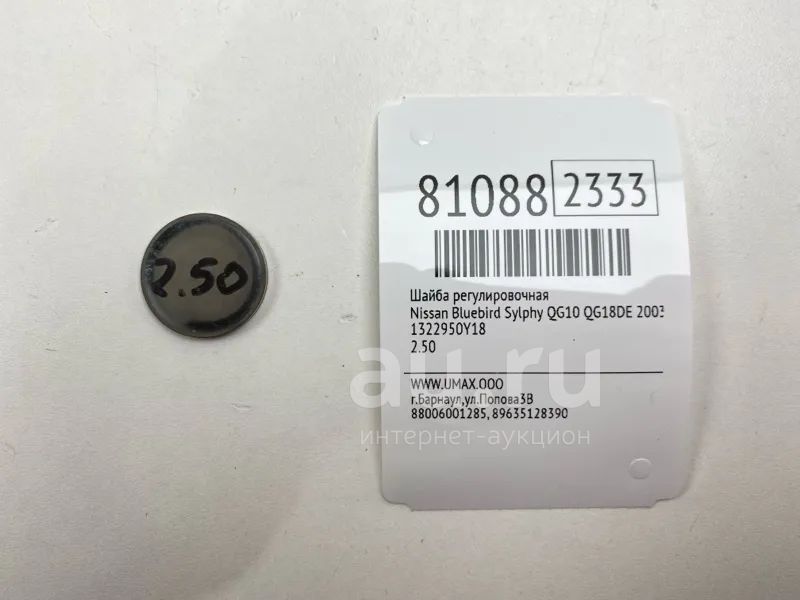 2.50
81088 2333
Шайба регулировочная
Nissan Bluebird Sylphy QG10 QG18DE 2003
1322950Y18
2.50
WWW.UMAX.OOO
г.Барнаул,ул.Попова3В
88006001285, 89635128390
au.ru
интернет-аукцион